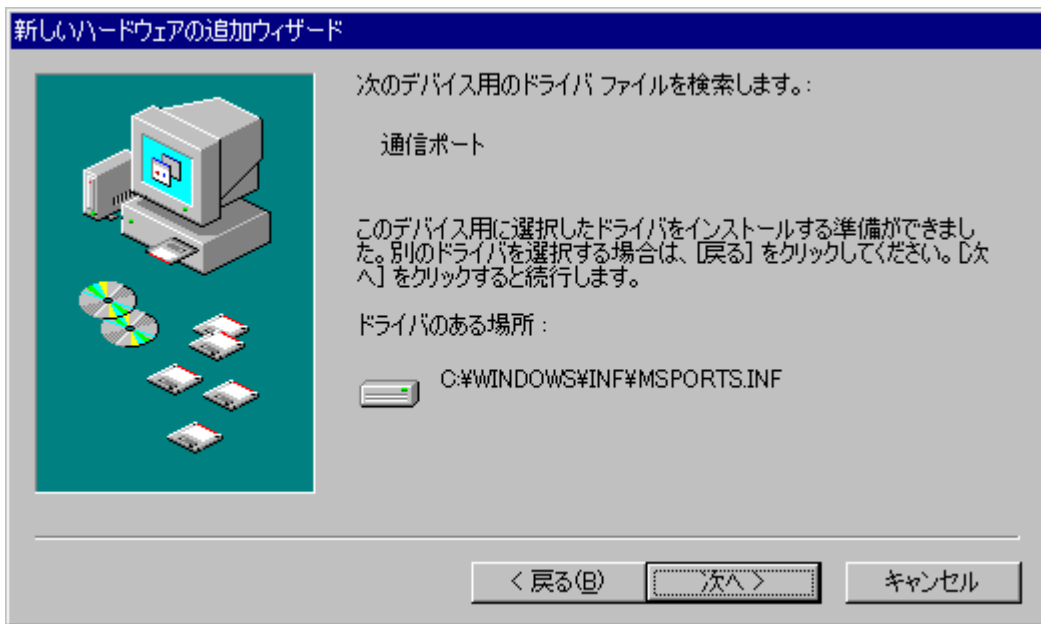 新しいハードウェアの追加ウィザード
次のデバイス用のドライバ ファイルを検索します。:
通信ポート
このデバイス用に選択したドライバをインストールする準備ができまし
た。別のドライバを選択する場合は、[戻る] をクリックしてください。[次
へ] をクリックすると続行します。
ドライバのある場所 :
C:¥WINDOWS¥INF¥MSPORTS.INF
< 戻る(B)
次へ >
キャンセル